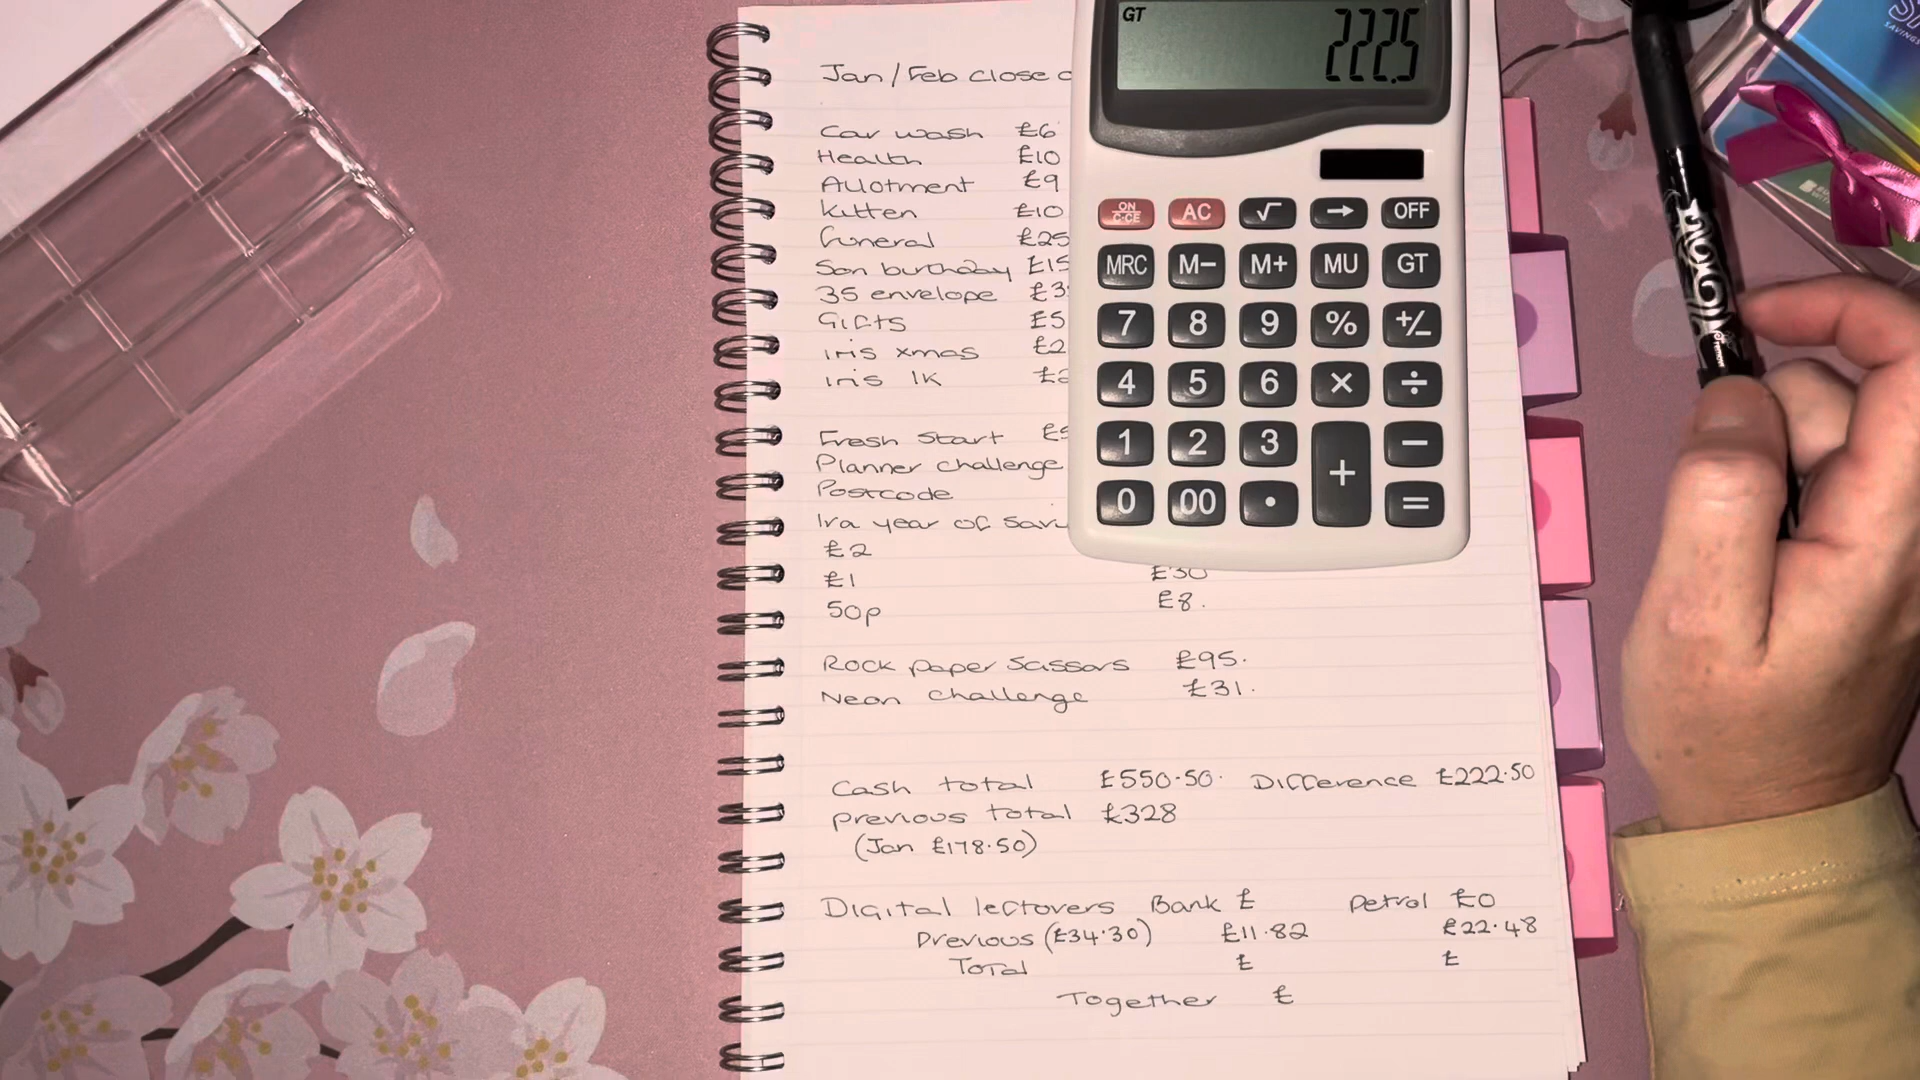 GT 222.5
Jan/Feb close
Car wash £6
Health £10
Allotment £9
Kitten £10
Funeral £25
Son birthday £15
35 envelope
Gifts £5
Iris xmas
Iris 1K
Fresh Start
Planner challenge
Postcode
Ira year of
£2
£1 £30
50p £8.
Rock paper Scissors £95.
Neon challenge £31.
Cash total £550.50. Difference £222.50
previous total £328
(Jan £178.50)
Digital leftovers Bank £ Petrol £0
Previous (£34.30) £11.82 £22.48
Total £ £
Together £
ON
C·CE AC √ → OFF
MRC M− M+ MU GT
7 8 9 % +/−
4 5 6 × ÷
1 2 3 + −
0 00 . =